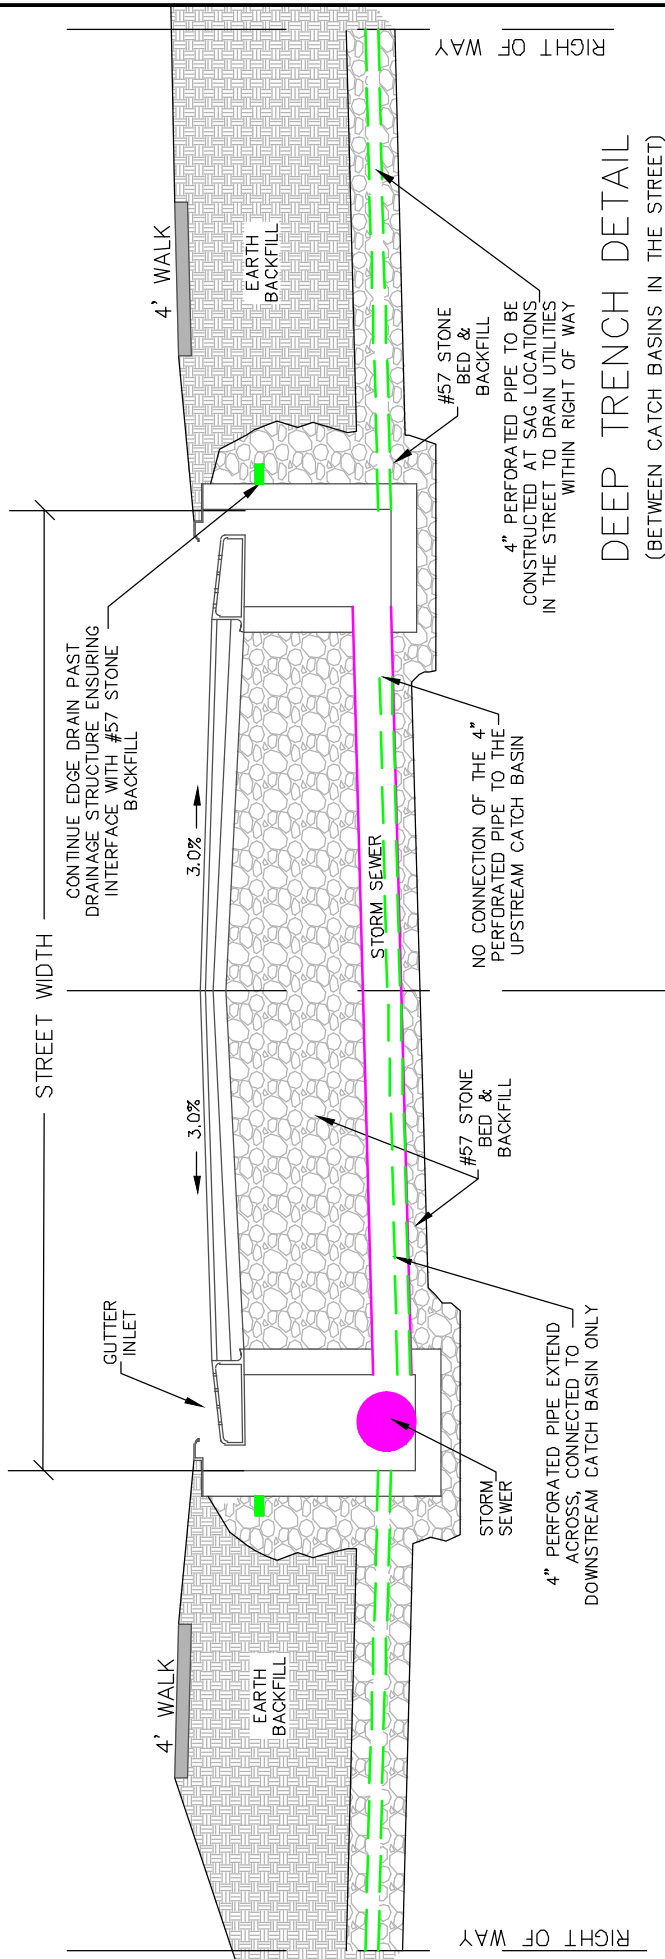 STREET WIDTH
GUTTER
INLET
3.0%
3.0%
CONTINUE EDGE DRAIN PAST
DRAINAGE STRUCTURE ENSURING
INTERFACE WITH #57 STONE
BACKFILL
4' WALK
4' WALK
EARTH
BACKFILL
EARTH
BACKFILL
STORM SEWER
RIGHT OF WAY
RIGHT OF WAY
STORM
SEWER
4" PERFORATED PIPE EXTEND
ACROSS, CONNECTED TO
DOWNSTREAM CATCH BASIN ONLY
#57 STONE
BED &
BACKFILL
NO CONNECTION OF THE 4"
PERFORATED PIPE TO THE
UPSTREAM CATCH BASIN
#57 STONE
BED &
BACKFILL
4" PERFORATED PIPE TO BE
CONSTRUCTED AT SAG LOCATIONS
IN THE STREET TO DRAIN UTILITIES
WITHIN RIGHT OF WAY
DEEP TRENCH DETAIL
(BETWEEN CATCH BASINS IN THE STREET)